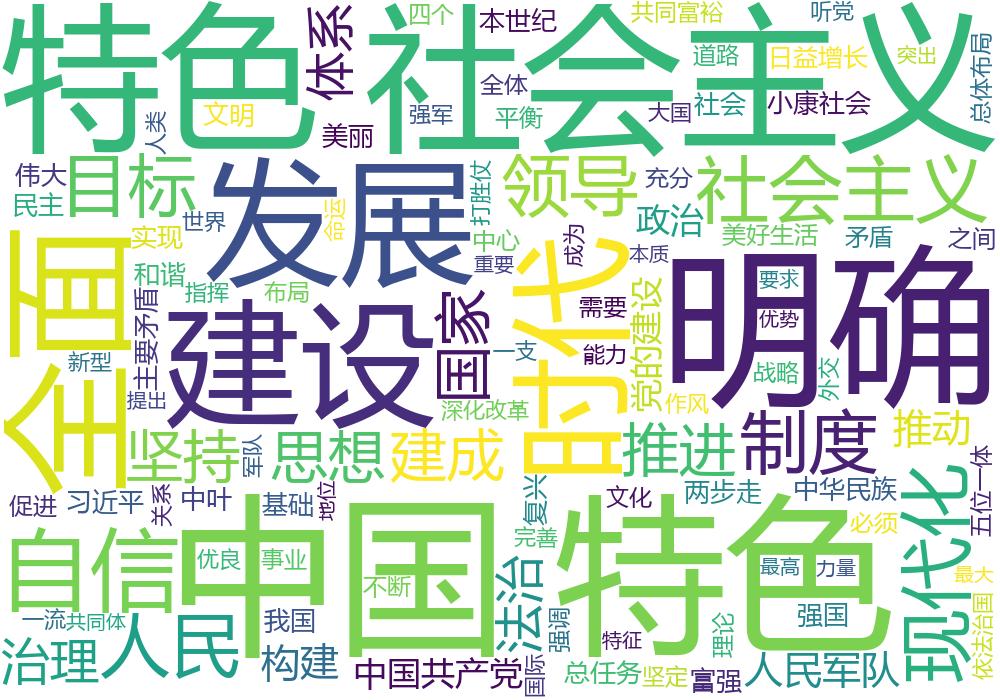 特色社会主义
体系
四个
本世纪
共同富裕
听党
道路
日益增长
突出
总体布局
全体
人类
文明
美丽
强军
平衡
大国
社会
小康社会
伟大
民主
目标
发展
打胜仗
领导
充分
社会主义
世界
命运
政治
全面
实现
中心
重要
成为
本质
美好生活
矛盾
之间
和谐
指挥
布局
时代
明确
要求
优势
需要
能力
党的建设
国家
建设
新型
提出
主要矛盾
一支
战略
外交
深化改革
作风
坚持
军队
思想
建成
推进
制度
推动
促进
习近平
关系
中叶
基础
地位
复兴
文化
两步走
中华民族
现代化
五位一体
自信
中国特色
优良
事业
不断
完善
必须
最高
力量
最大
一流
共同体
我国
法治
强调
特征
理论
强国
依法治国
治理
人民
构建
中国共产党
国际
总任务
坚定
富强
人民军队